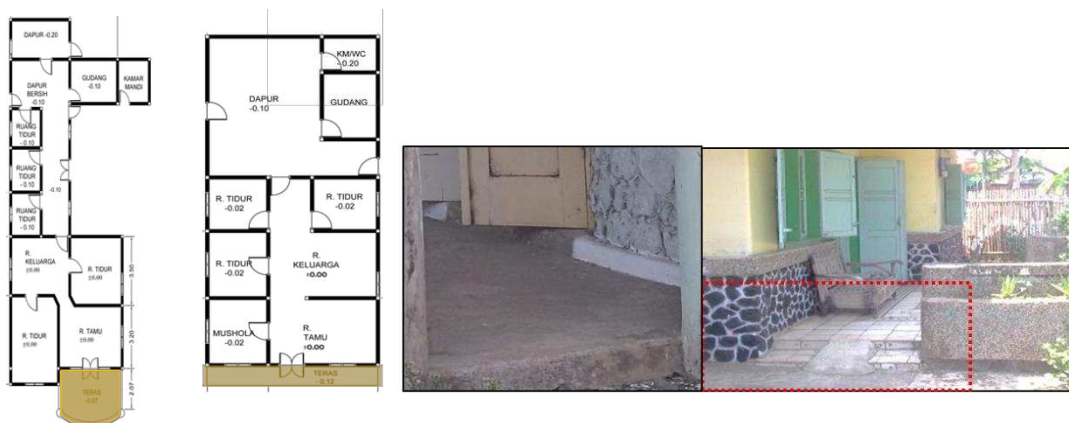 DAPUR -0.20
DAPUR
BERSIH
-0.10
GUDANG
-0.10
KAMAR
MANDI
RUANG
TIDUR
-0.10
RUANG
TIDUR
-0.10
-0.10
RUANG
TIDUR
-0.10
R.
KELUARGA
±0.00
R. TIDUR
±0.00
3.50
R. TIDUR
±0.00
R. TAMU
±0.00
3.20
TERAS
2.07
KM/WC
-0.20
DAPUR
-0.10
GUDANG
R. TIDUR
-0.02
R. TIDUR
-0.02
R. TIDUR
-0.02
R.
KELUARGA
±0.00
MUSHOLA
-0.02
R.
TAMU
±0.00
TERAS
- 0.12